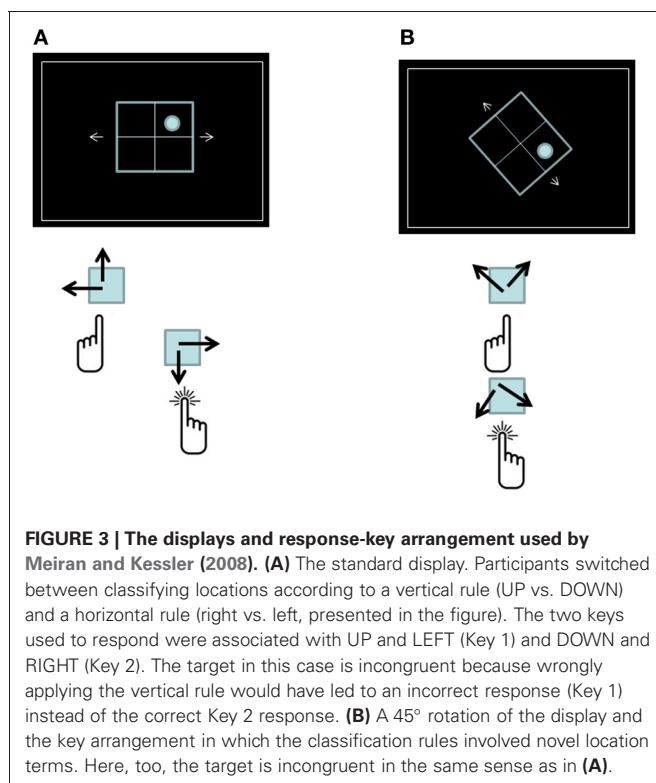 A
B
FIGURE 3 | The displays and response-key arrangement used by
Meiran and Kessler (2008). (A) The standard display. Participants switched
between classifying locations according to a vertical rule (UP vs. DOWN)
and a horizontal rule (right vs. left, presented in the figure). The two keys
used to respond were associated with UP and LEFT (Key 1) and DOWN and
RIGHT (Key 2). The target in this case is incongruent because wrongly
applying the vertical rule would have led to an incorrect response (Key 1)
instead of the correct Key 2 response. (B) A 45° rotation of the display and
the key arrangement in which the classification rules involved novel location
terms. Here, too, the target is incongruent in the same sense as in (A).